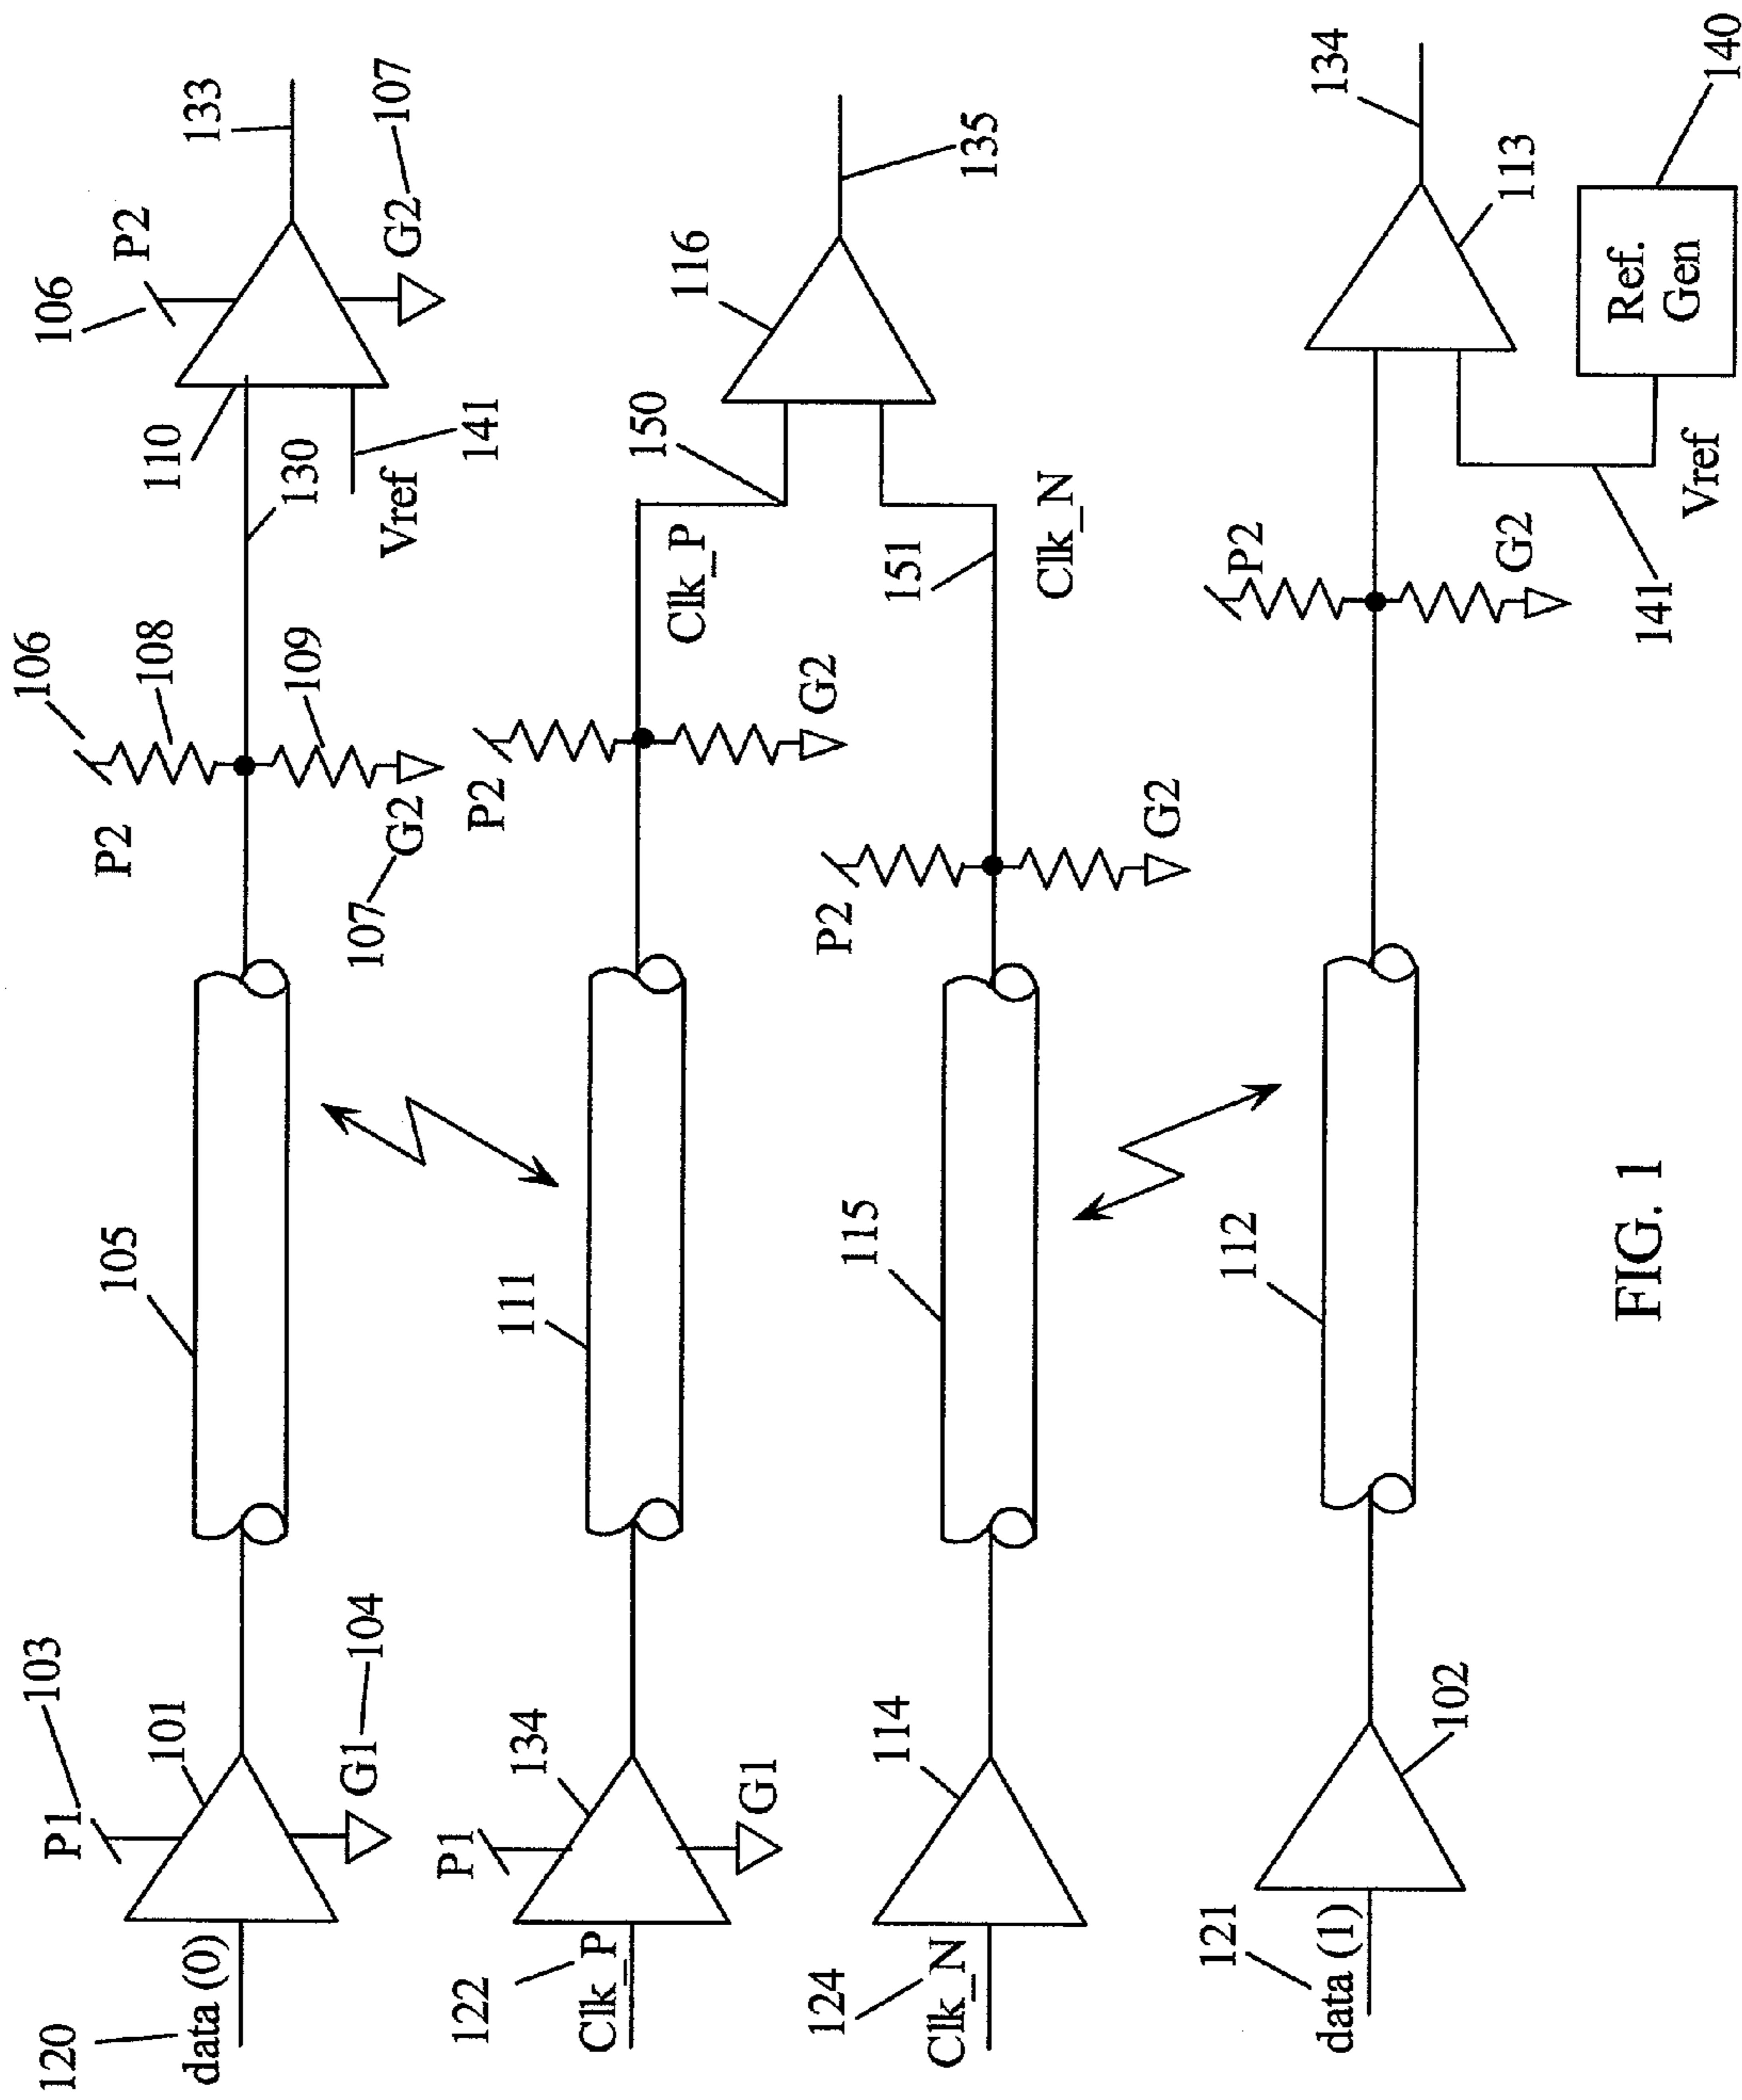 120
data (0)
P1
103
101
G1
104
105
P2
106
108
109
107
G2
110
130
Vref
141
106
P2
133
G2
107
122
Clk_P
P1
134
G1
111
P2
G2
Clk_P
150
116
135
124
Clk_N
114
115
P2
G2
151
Clk_N
121
data (1)
102
112
P2
G2
141
Vref
134
113
Ref.
Gen
140
FIG. 1